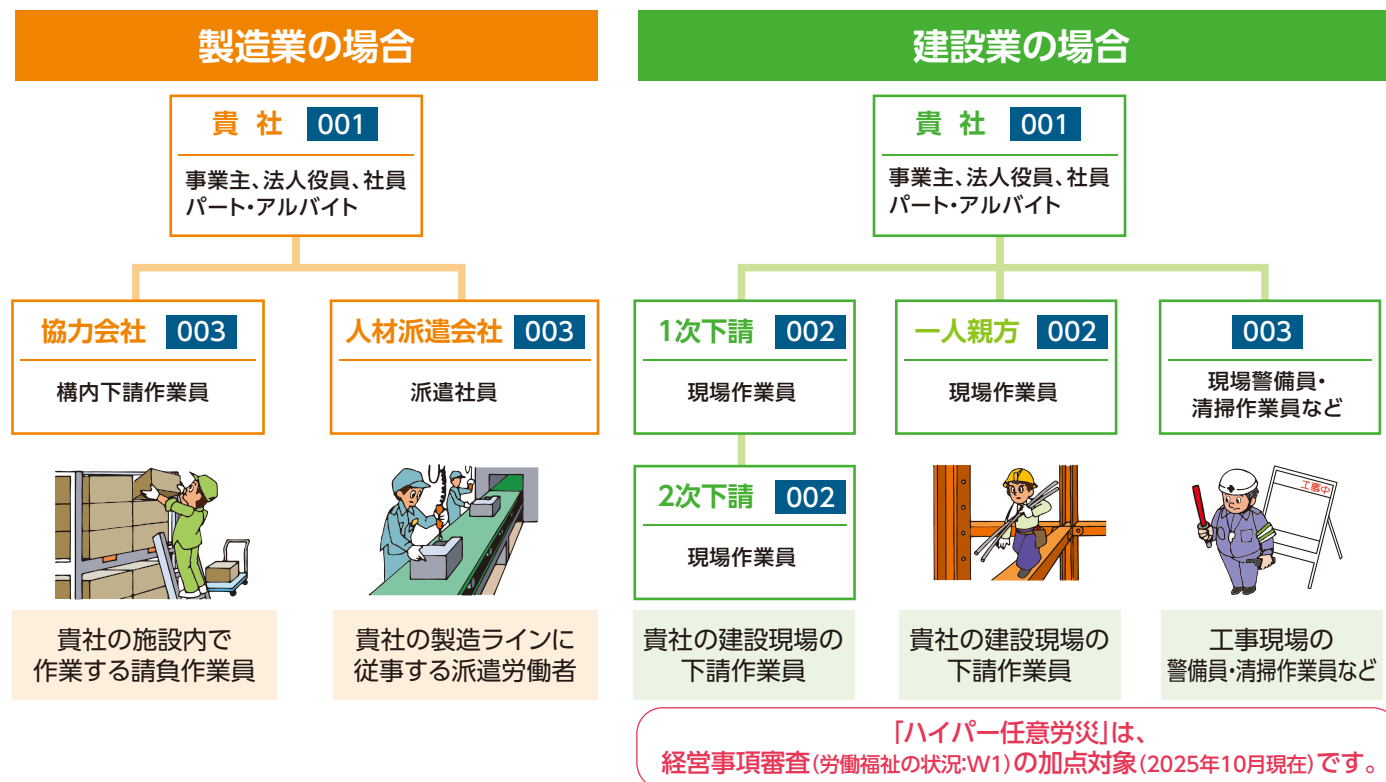 製造業の場合
貴 社 001
事業主、法人役員、社員
パート・アルバイト
協力会社 003
構内下請作業員
人材派遣会社 003
派遣社員
貴社の施設内で
作業する請負作業員
貴社の製造ラインに
従事する派遣労働者
建設業の場合
貴 社 001
事業主、法人役員、社員
パート・アルバイト
1次下請 002
現場作業員
一人親方 002
現場作業員
003
現場警備員・
清掃作業員など
2次下請 002
現場作業員
工事中
貴社の建設現場の
下請作業員
貴社の建設現場の
下請作業員
工事現場の
警備員・清掃作業員など
「ハイパー任意労災」は、
経営事項審査(労働福祉の状況:W1)の加点対象(2025年10月現在)です。